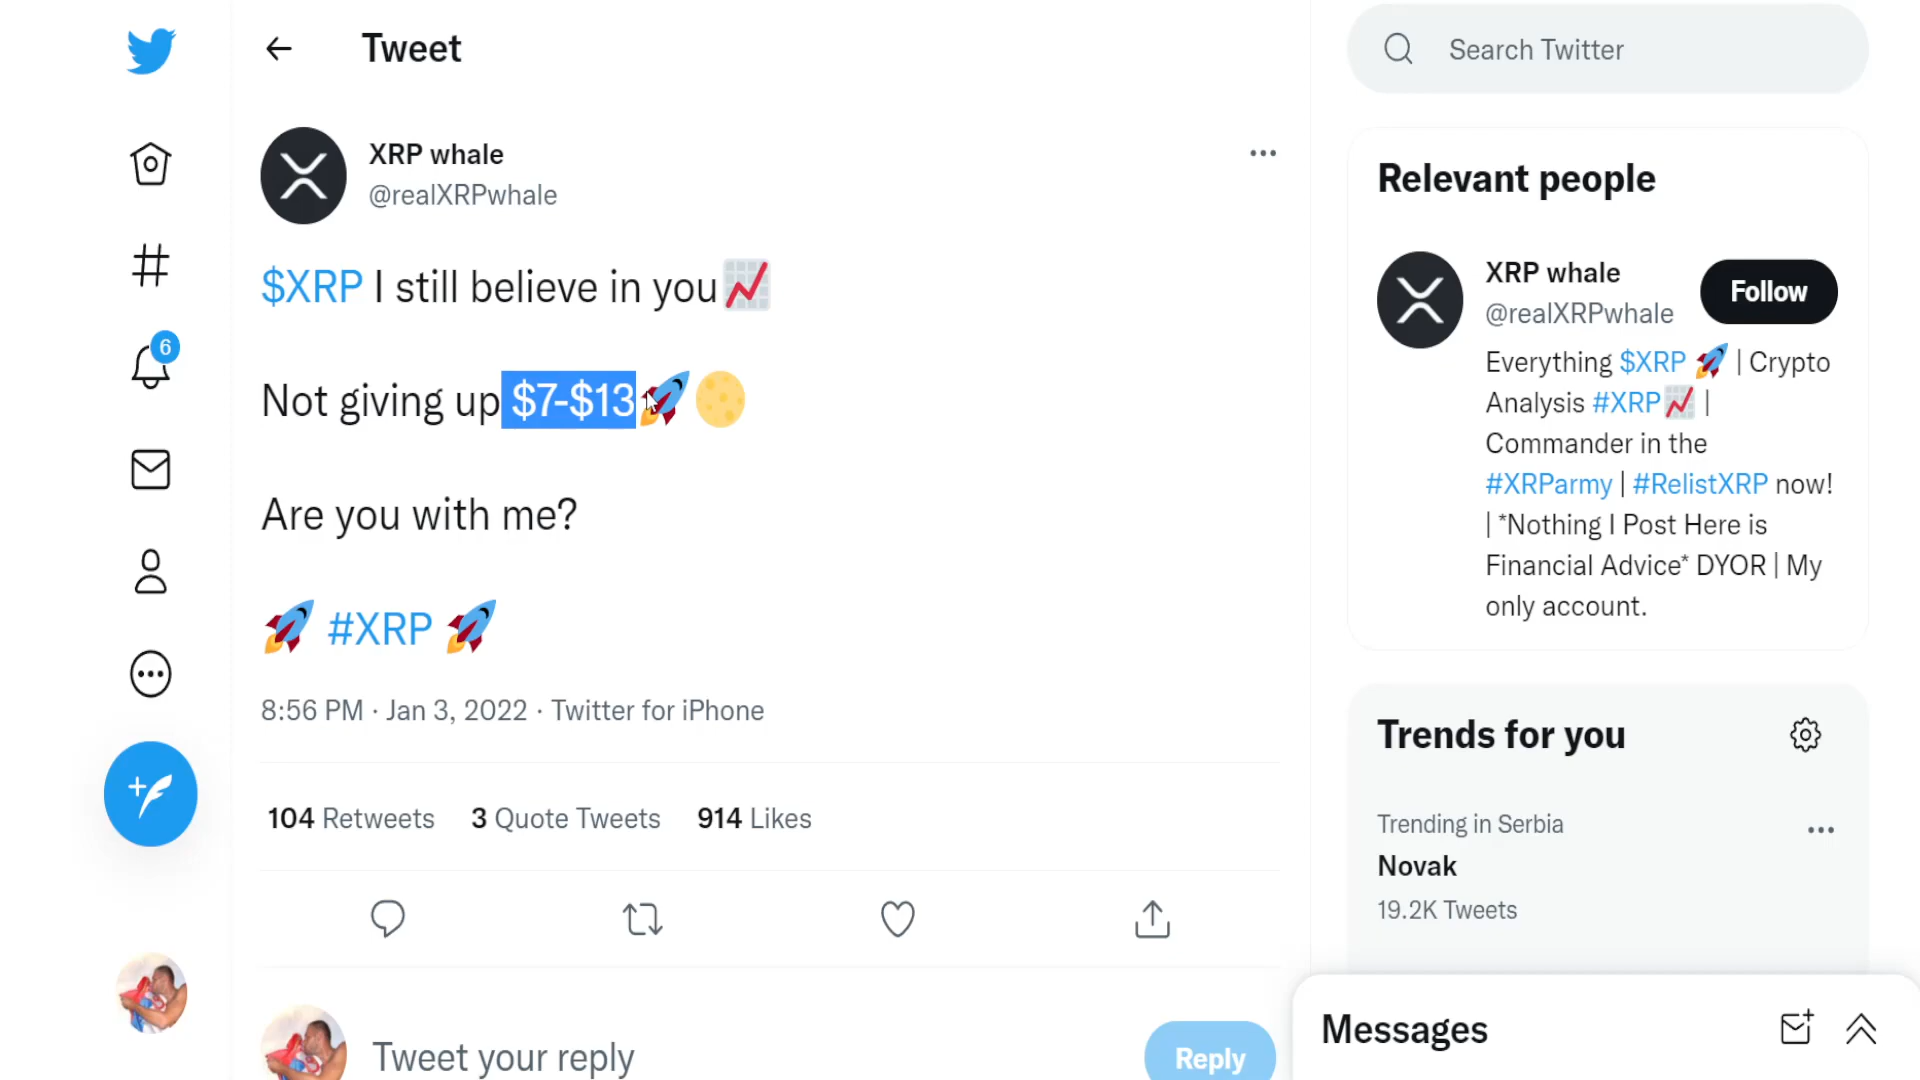 Tweet
XRP whale
@realXRPwhale
$XRP I still believe in you📈
Not giving up $7-$13🚀🌕
Are you with me?
🚀 #XRP 🚀
8:56 PM · Jan 3, 2022 · Twitter for iPhone
104 Retweets 3 Quote Tweets 914 Likes
Tweet your reply
Reply
6
Search Twitter
Relevant people
XRP whale
@realXRPwhale
Follow
Everything $XRP 🚀 | Crypto
Analysis #XRP📈 |
Commander in the
#XRParmy | #RelistXRP now!
| *Nothing I Post Here is
Financial Advice* DYOR | My
only account.
Trends for you
Trending in Serbia
Novak
19.2K Tweets
Messages